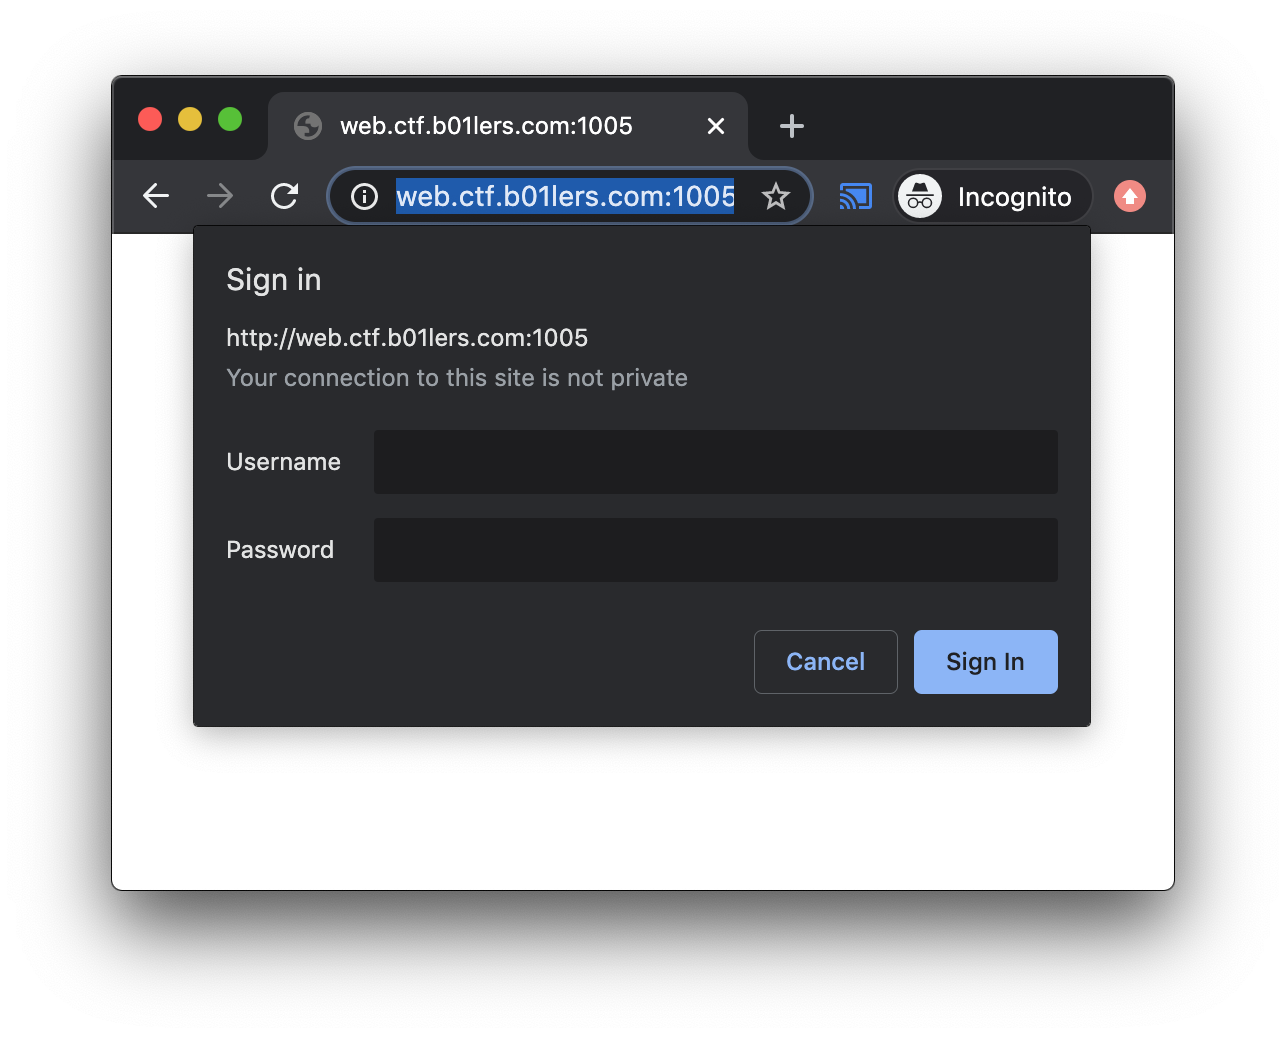 web.ctf.b01lers.com:1005
web.ctf.b01lers.com:1005
Incognito
Sign in
http://web.ctf.b01lers.com:1005
Your connection to this site is not private
Username
Password
Cancel
Sign In